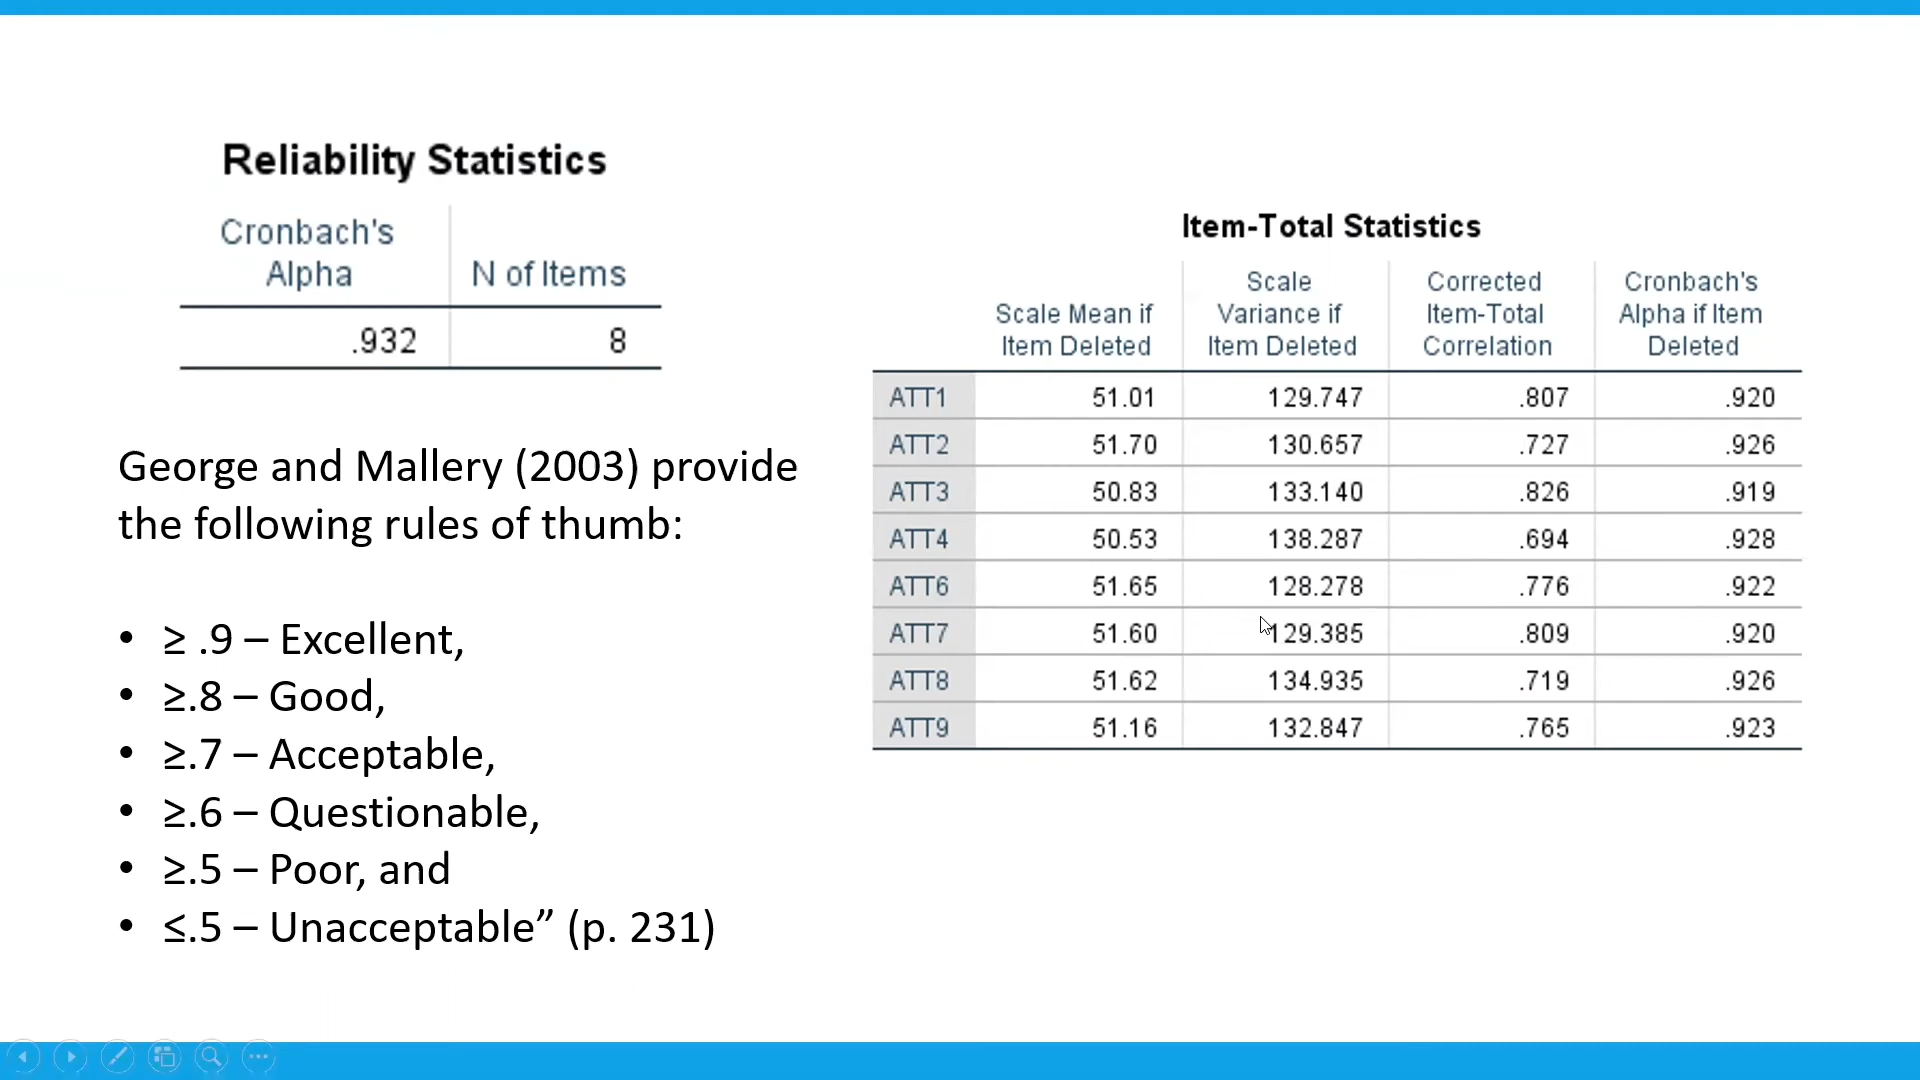 Reliability Statistics
Cronbach's
Alpha
N of Items
.932 8
George and Mallery (2003) provide
the following rules of thumb:
• ≥ .9 – Excellent,
• ≥.8 – Good,
• ≥.7 – Acceptable,
• ≥.6 – Questionable,
• ≥.5 – Poor, and
• ≤.5 – Unacceptable” (p. 231)
Item-Total Statistics
Scale Mean if
Item Deleted
Scale
Variance if
Item Deleted
Corrected
Item-Total
Correlation
Cronbach's
Alpha if Item
Deleted
ATT1 51.01 129.747 .807 .920
ATT2 51.70 130.657 .727 .926
ATT3 50.83 133.140 .826 .919
ATT4 50.53 138.287 .694 .928
ATT6 51.65 128.278 .776 .922
ATT7 51.60 129.385 .809 .920
ATT8 51.62 134.935 .719 .926
ATT9 51.16 132.847 .765 .923